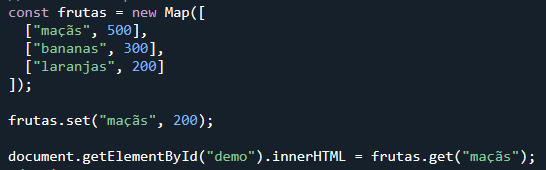 const frutas = new Map([
  ["maçãs", 500],
  ["bananas", 300],
  ["laranjas", 200]
]);

frutas.set("maçãs", 200);

document.getElementById("demo").innerHTML = frutas.get("maçãs");